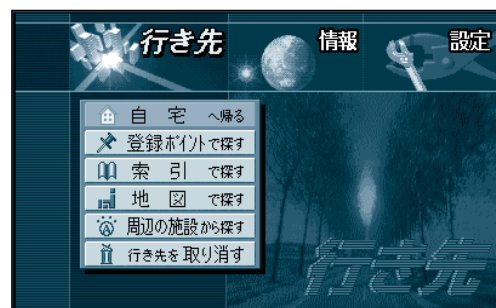 行き先 情報 設定
自宅へ帰る
登録ポイントで探す
索引で探す
地図で探す
周辺の施設から探す
行き先を取り消す
行き先